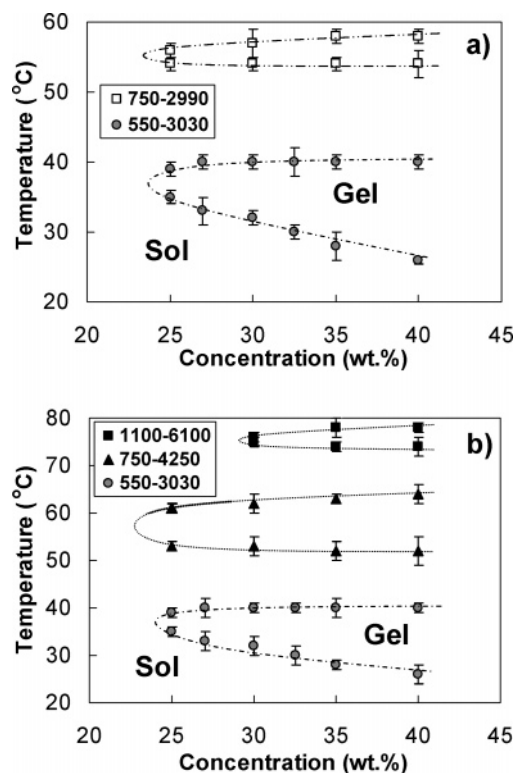 60
a)
50
750-2990
550-3030
40
Gel
30
Sol
20
20 25 30 35 40 45
Temperature (°C)
Concentration (wt.%)
80
1100-6100
b)
750-4250
70
550-3030
60
50
40
Gel
Sol
30
20
20 25 30 35 40 45
Temperature (°C)
Concentration (wt.%)